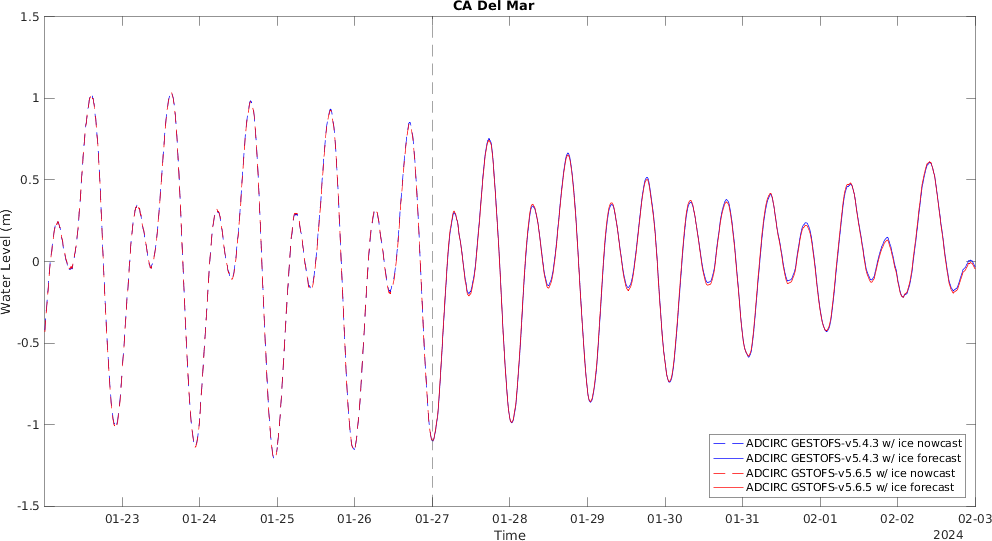 CA Del Mar
1.5
1
0.5
0
-0.5
-1
-1.5
Water Level (m)
01-23 01-24 01-25 01-26 01-27 01-28 01-29 01-30 01-31 02-01 02-02 02-03
Time
2024
ADCIRC GESTOFS-v5.4.3 w/ ice nowcast
ADCIRC GESTOFS-v5.4.3 w/ ice forecast
ADCIRC GSTOFS-v5.6.5 w/ ice nowcast
ADCIRC GSTOFS-v5.6.5 w/ ice forecast